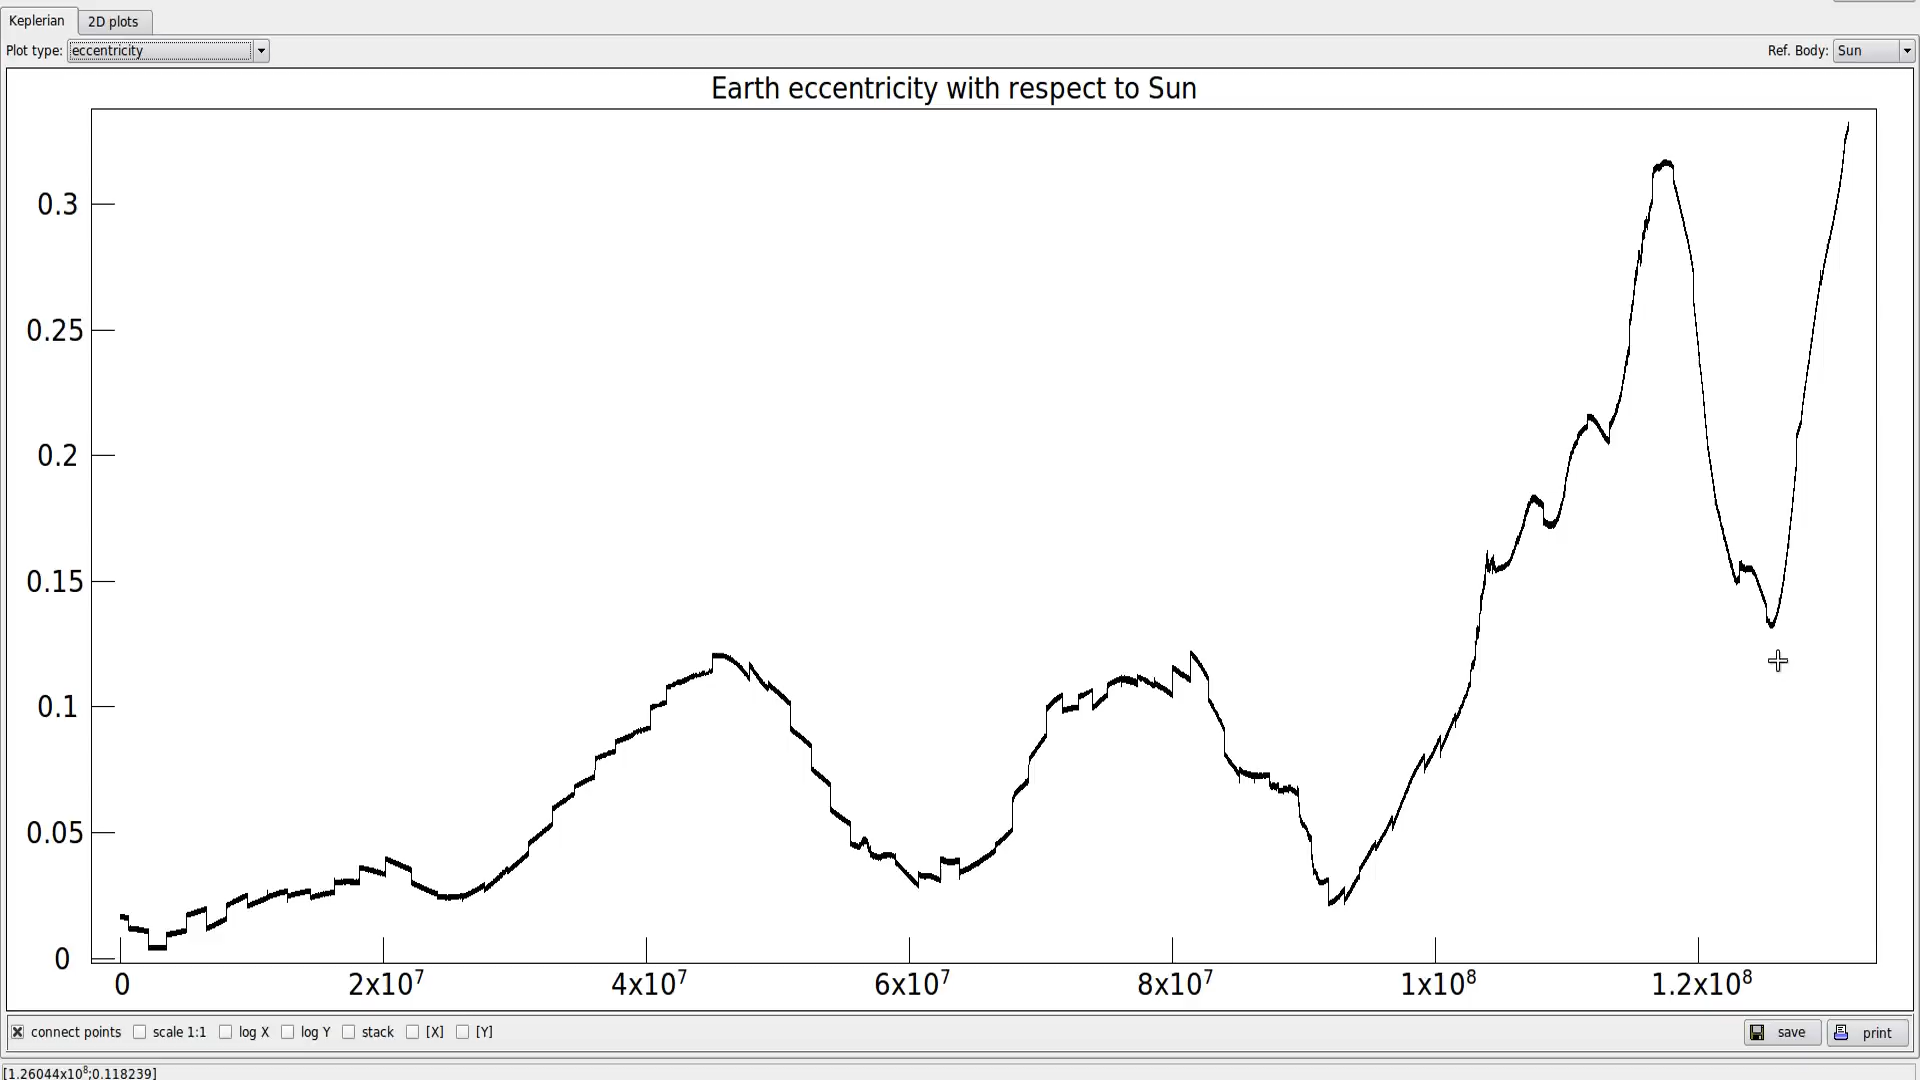 Keplerian 2D plots
Plot type: eccentricity Ref. Body: Sun
Earth eccentricity with respect to Sun
0.3
0.25
0.2
0.15
0.1
0.05
0
0 2x10⁷ 4x10⁷ 6x10⁷ 8x10⁷ 1x10⁸ 1.2x10⁸
connect points scale 1:1 log X log Y stack [X] [Y] save print
[1.26044x10⁸;0.118239]